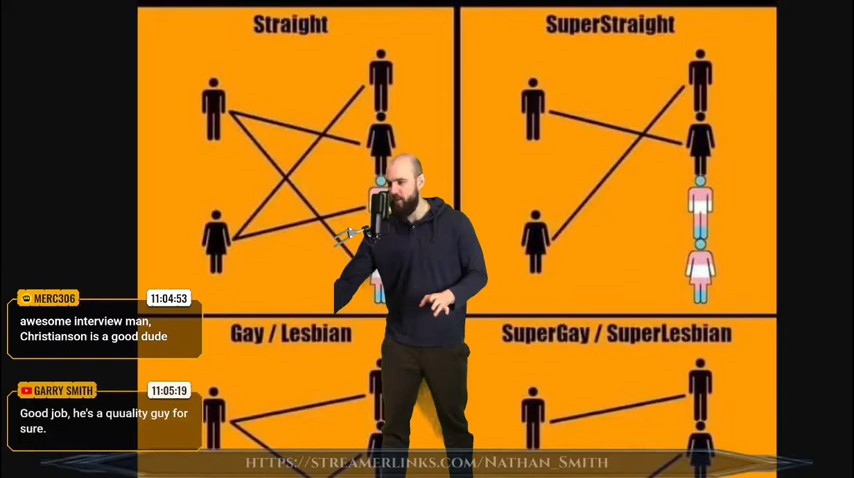 Straight
SuperStraight
Gay / Lesbian
SuperGay / SuperLesbian
MERC306
11:04:53
awesome interview man,
Christianson is a good dude
GARRY SMITH
11:05:19
Good job, he's a quuality guy for
sure.
HTTPS://STREAMERLINKS.COM/NATHAN_SMITH